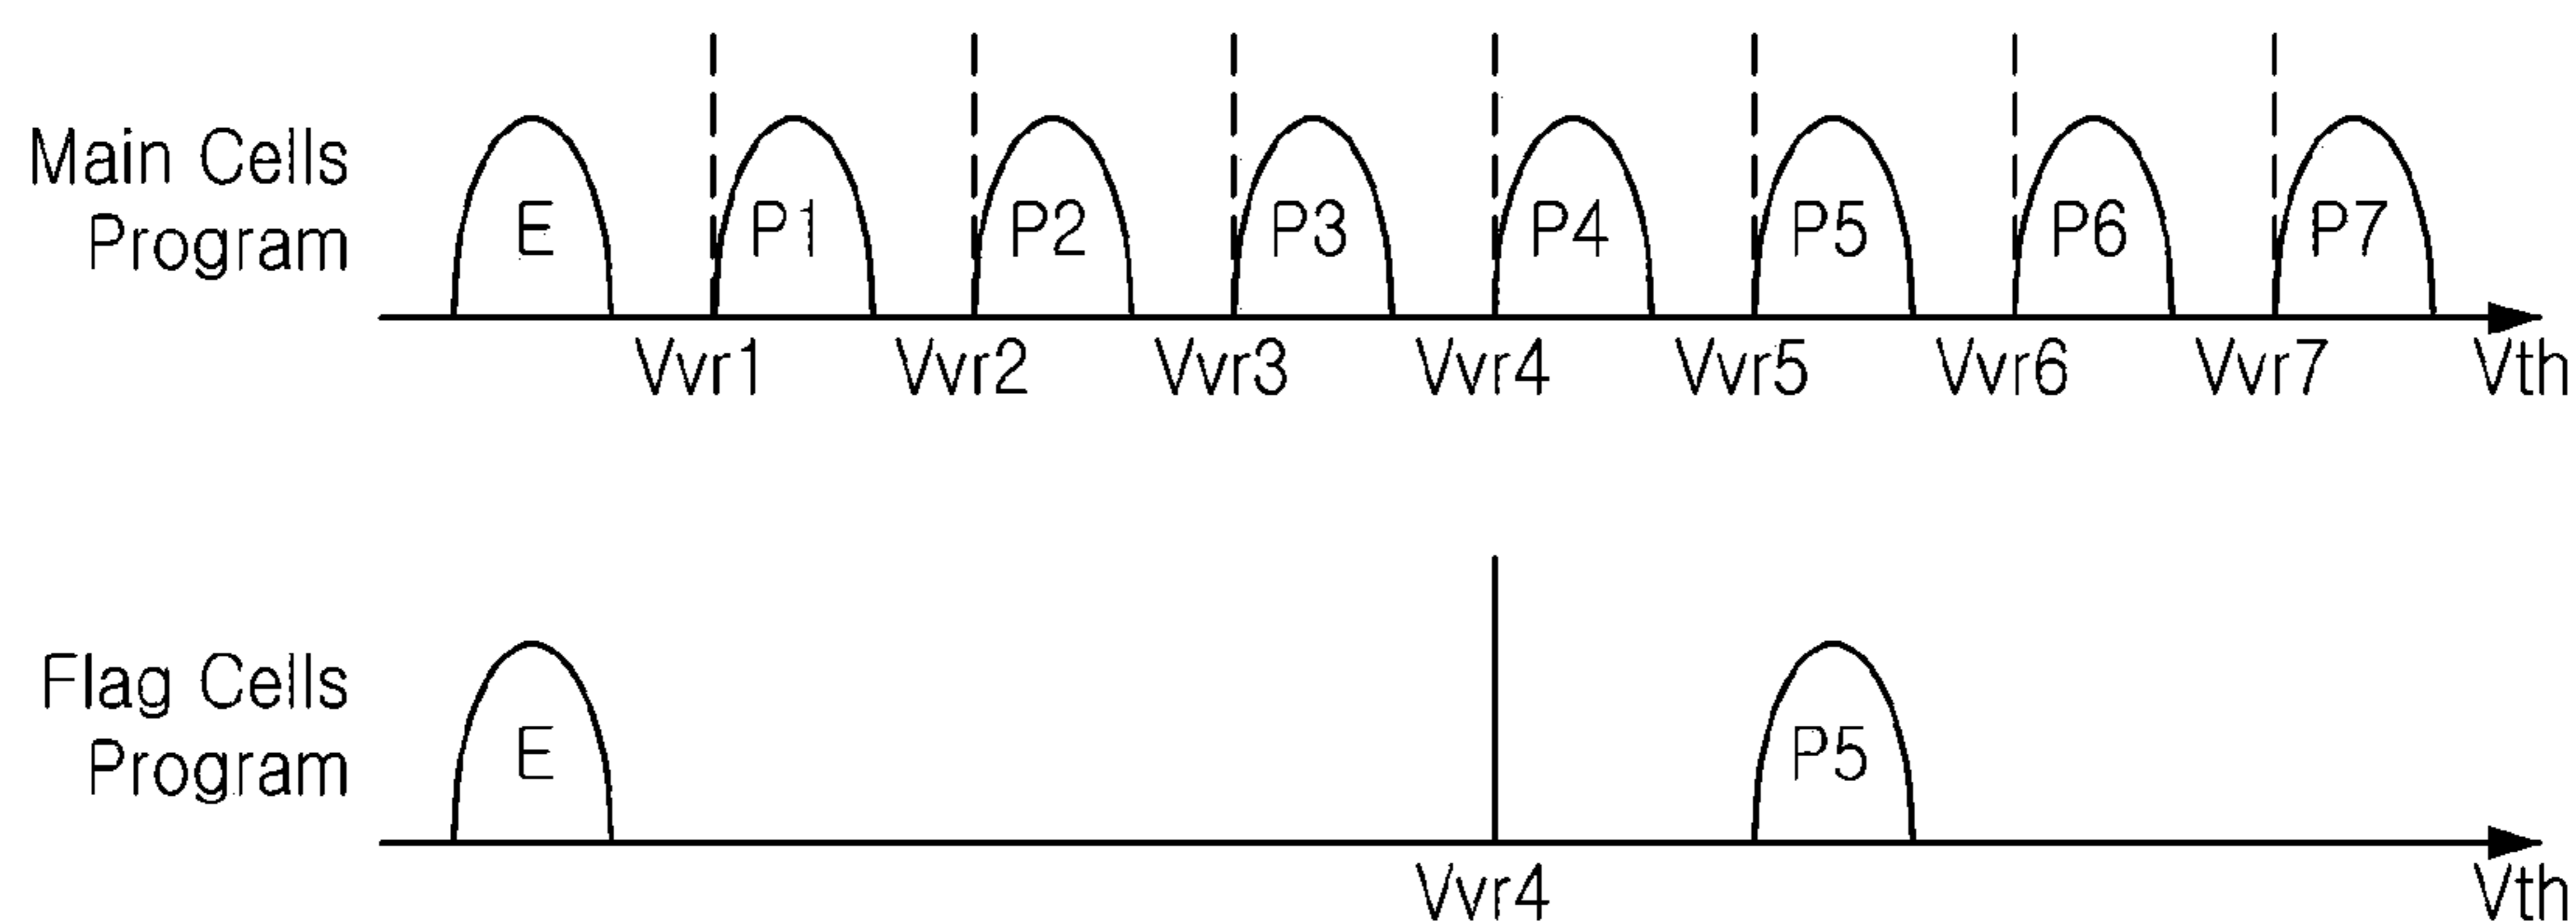 Main Cells
Program
E P1 P2 P3 P4 P5 P6 P7
Vvr1 Vvr2 Vvr3 Vvr4 Vvr5 Vvr6 Vvr7 Vth
Flag Cells
Program
E P5
Vvr4 Vth